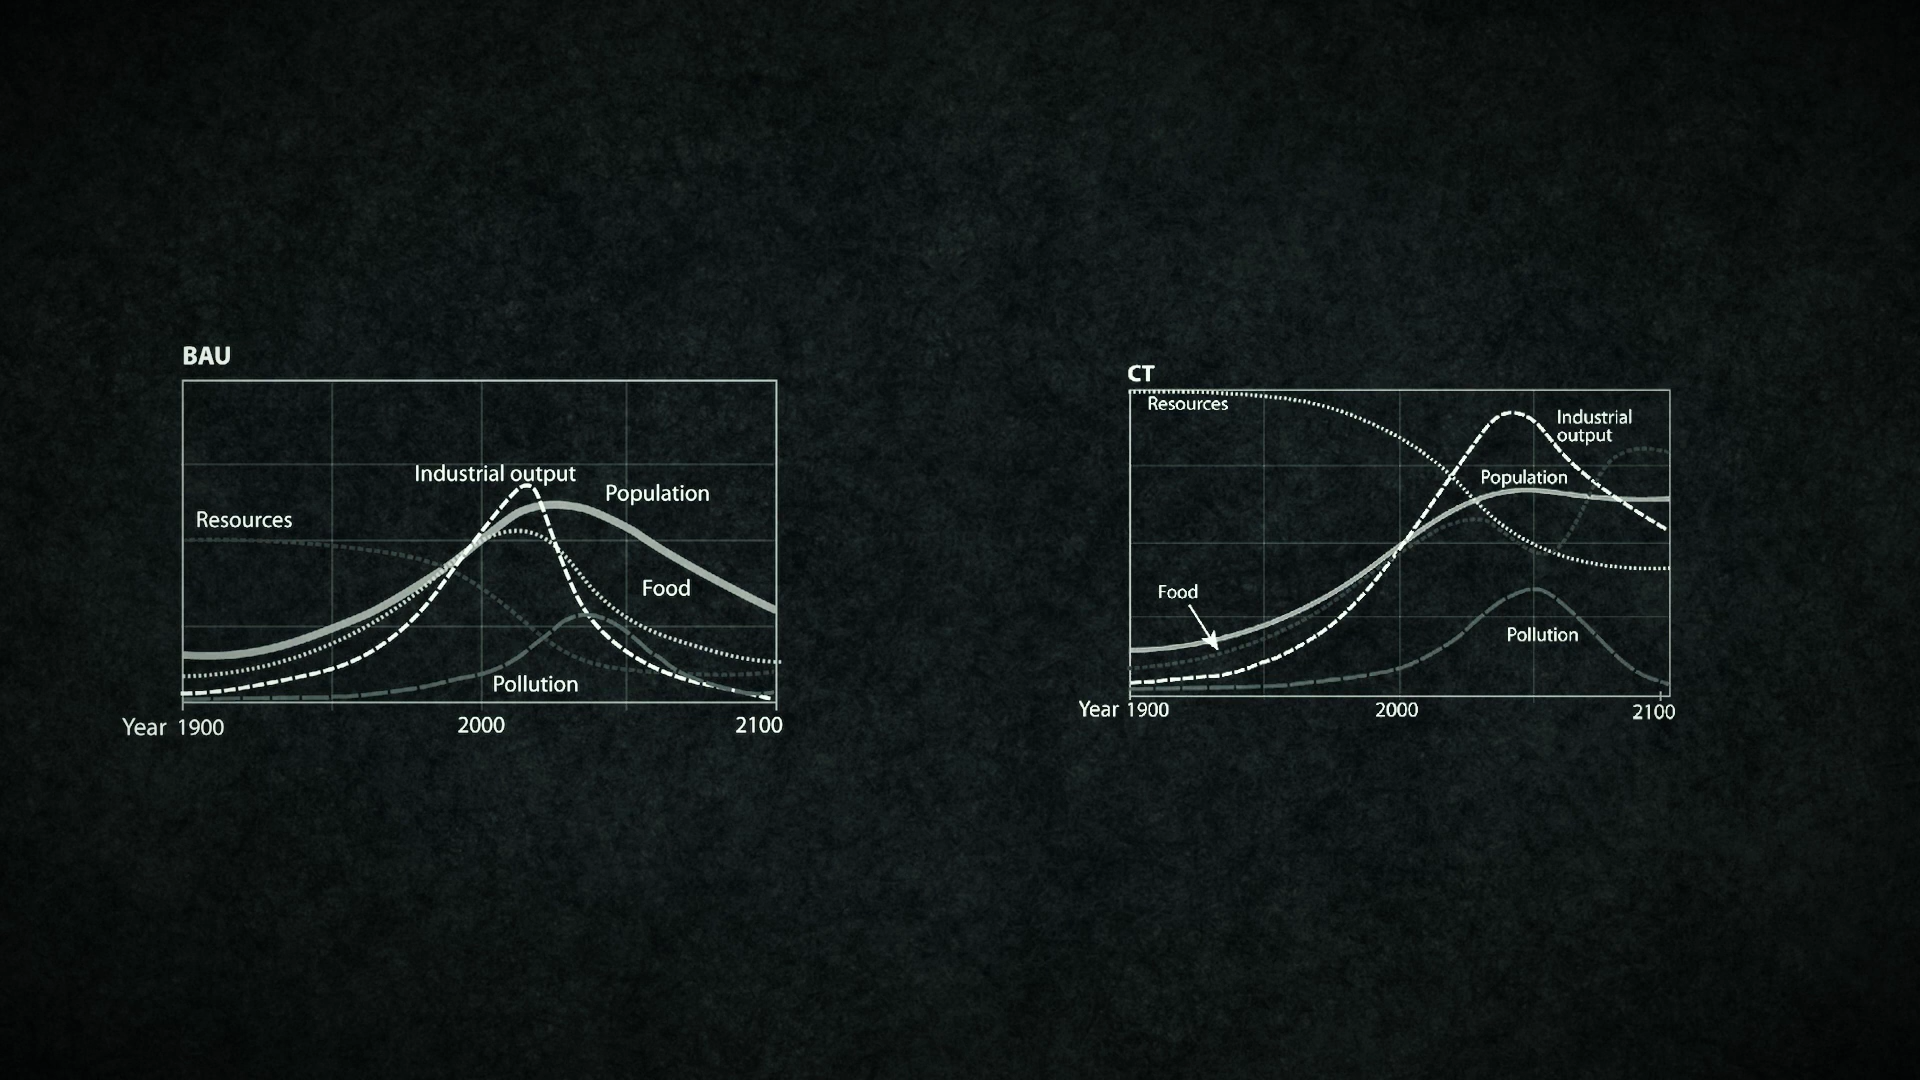 BAU
Industrial output
Population
Resources
Food
Pollution
Year 1900 2000 2100
CT
Resources
Industrial
output
Population
Food
Pollution
Year 1900 2000 2100